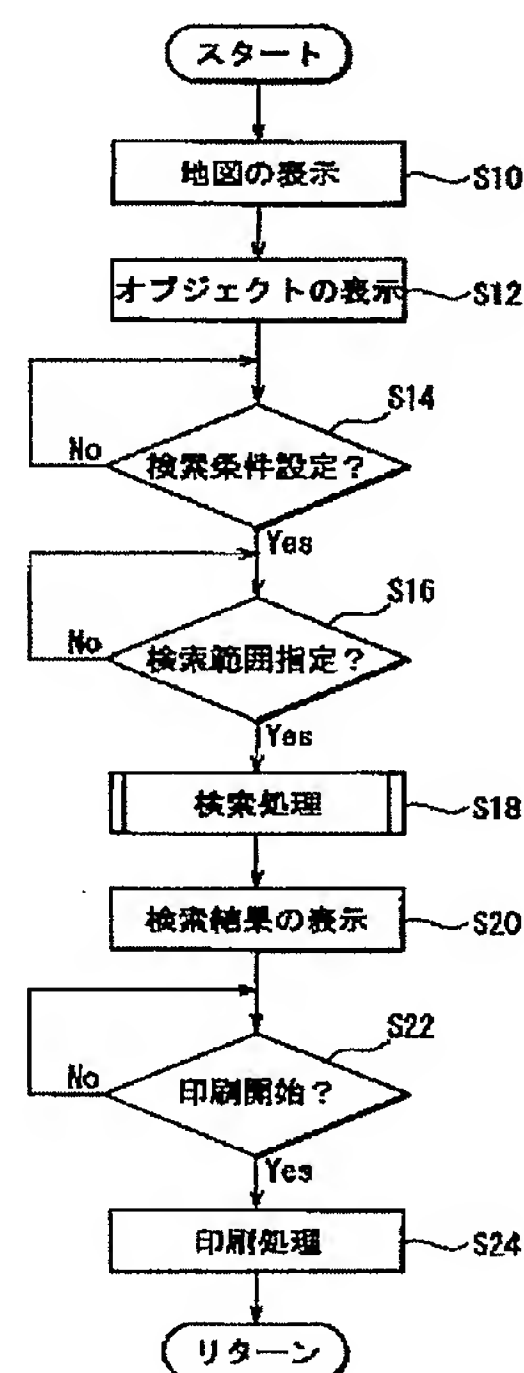 スタート
地図の表示
S10
オブジェクトの表示
S12
S14
No
検索条件設定?
Yes
S16
No
検索範囲指定?
Yes
検索処理
S18
検索結果の表示
S20
S22
No
印刷開始?
Yes
印刷処理
S24
リターン